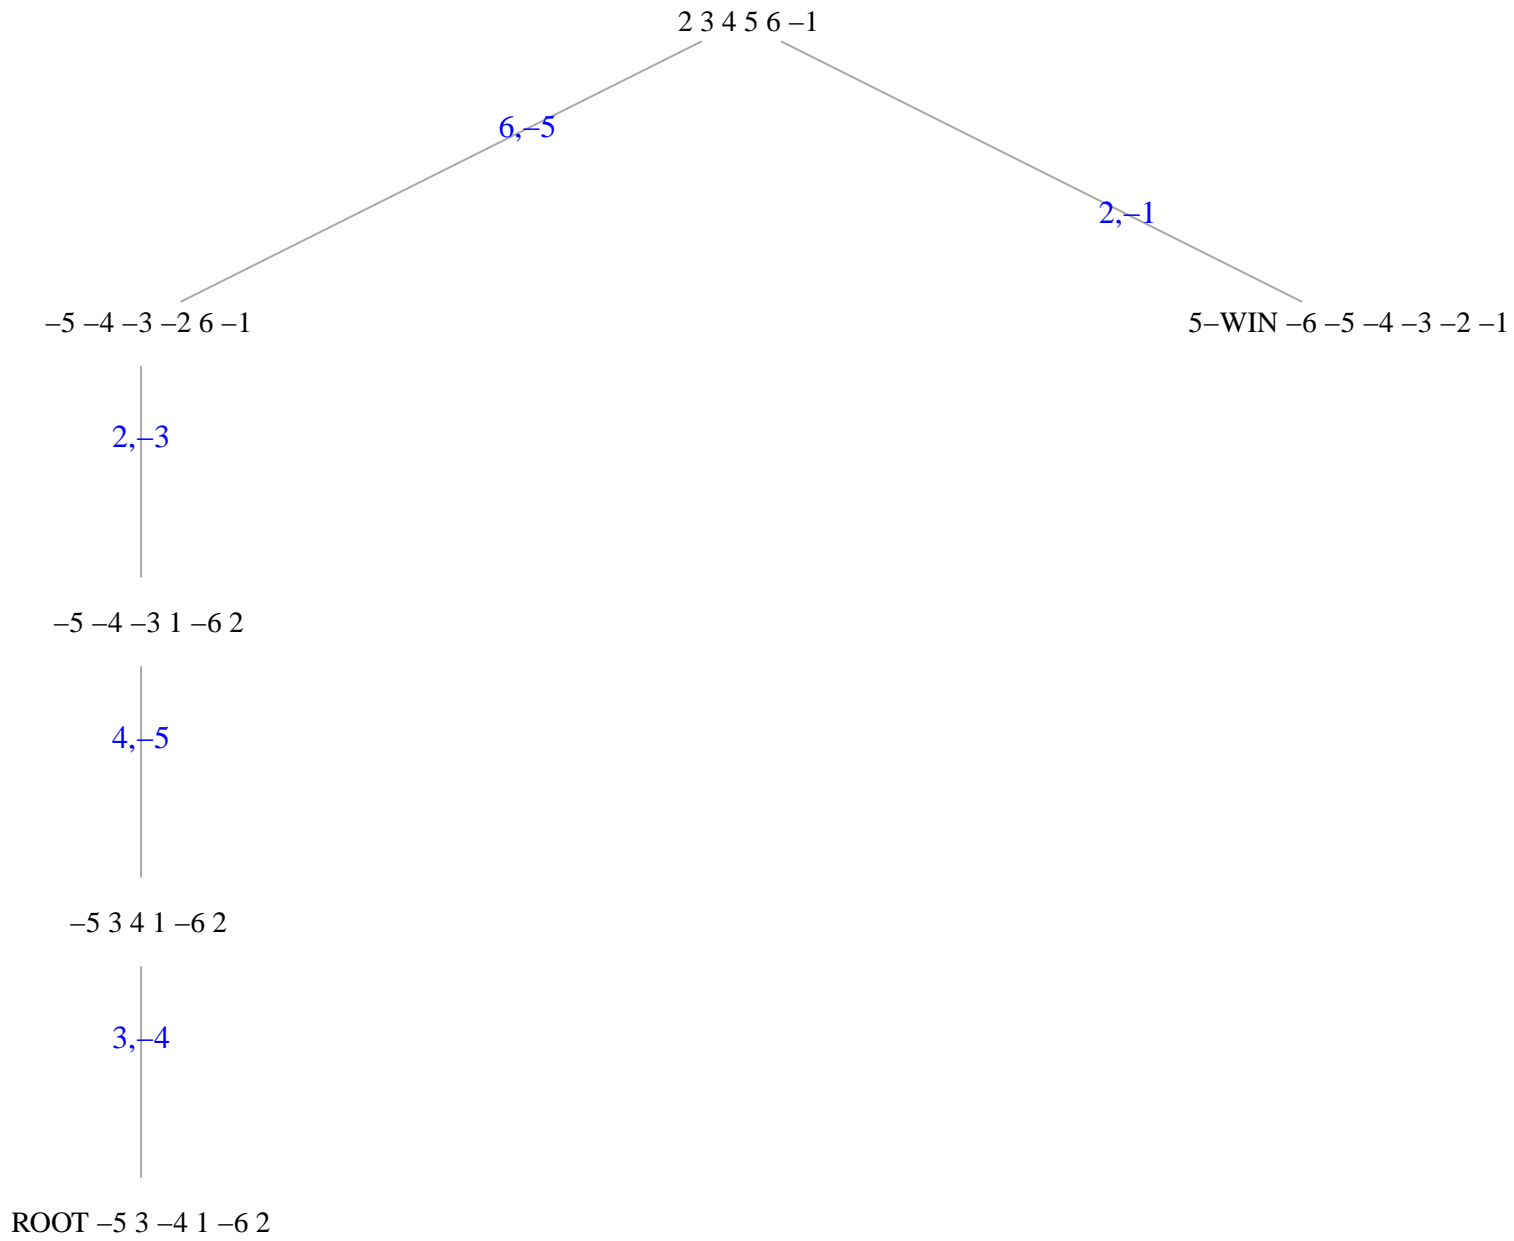 2 3 4 5 6 –1
6,–5
2,–1
–5 –4 –3 –2 6 –1
5–WIN –6 –5 –4 –3 –2 –1
2,–3
–5 –4 –3 1 –6 2
4,–5
–5 3 4 1 –6 2
3,–4
ROOT –5 3 –4 1 –6 2